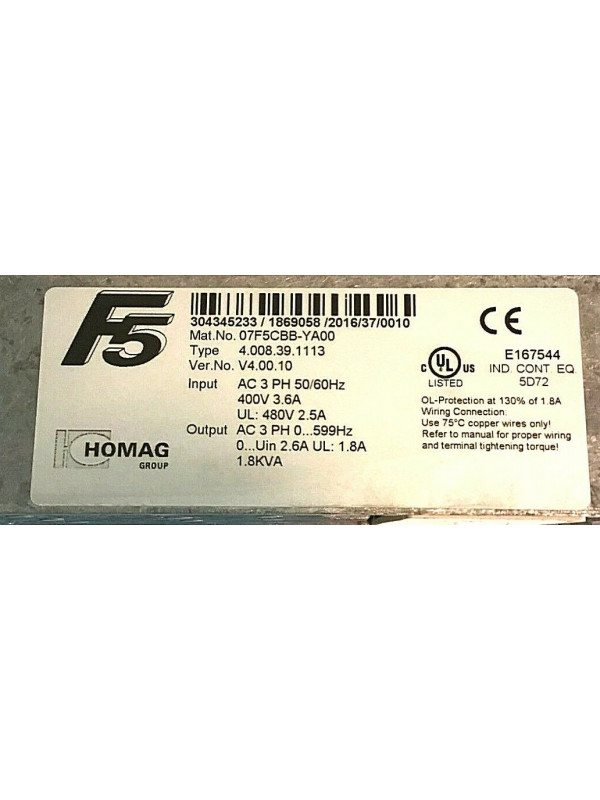 F5
304345233 / 1869058 /2016/37/0010
Mat.No. 07F5CBB-YA00
Type 4.008.39.1113
Ver.No. V4.00.10
Input AC 3 PH 50/60Hz
400V 3.6A
UL: 480V 2.5A
Output AC 3 PH 0...599Hz
0...Uin 2.6A UL: 1.8A
1.8KVA
HOMAG
GROUP
CE
C UL US
LISTED
E167544
IND. CONT. EQ.
5D72
OL-Protection at 130% of 1.8A
Wiring Connection:
Use 75°C copper wires only!
Refer to manual for proper wiring
and terminal tightening torque!